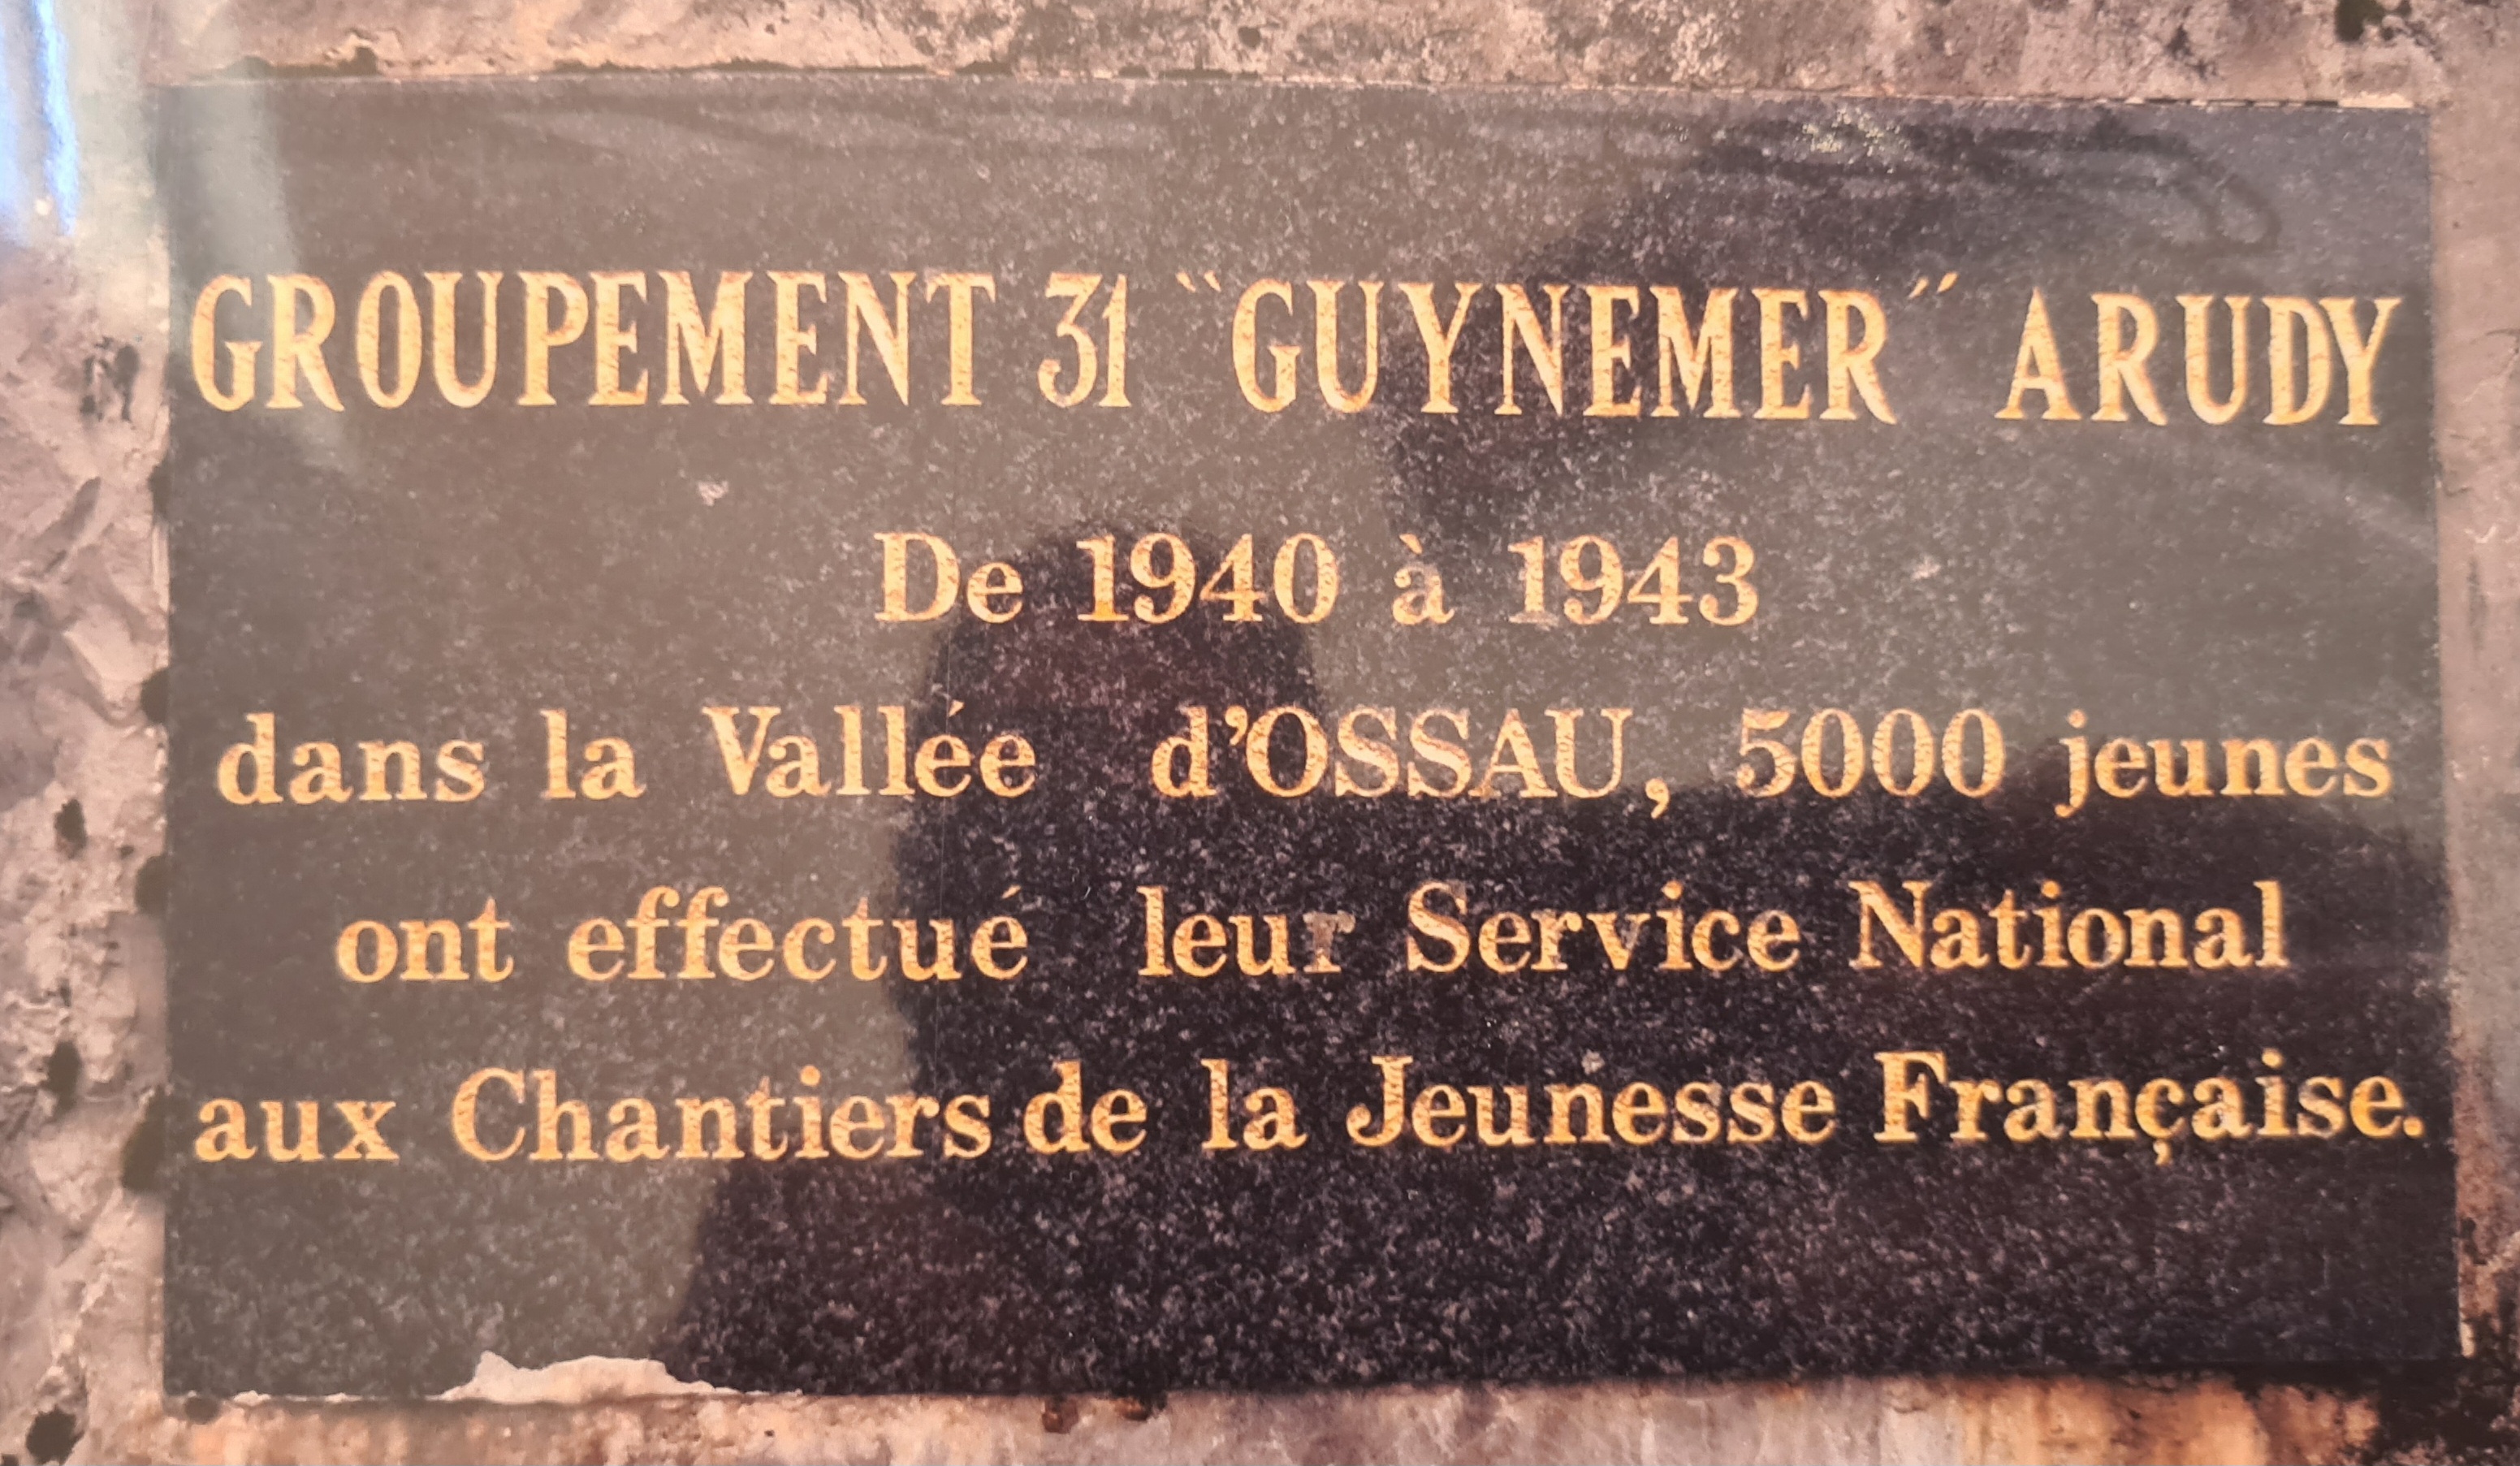 GROUPEMENT 31 "GUYNEMER" ARUDY
De 1940 à 1943
dans la Vallée d'OSSAU, 5000 jeunes
ont effectué leur Service National
aux Chantiers de la Jeunesse Française.